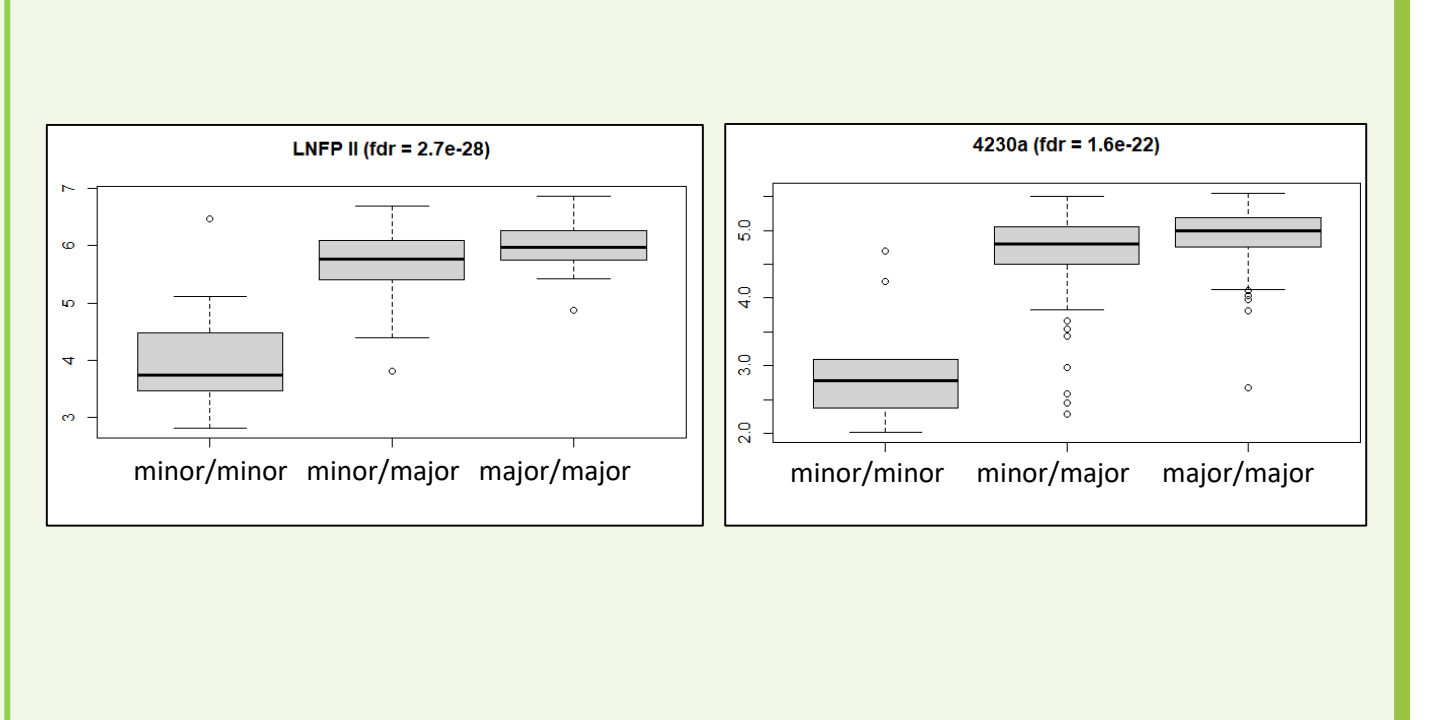 LNFP II (fdr = 2.7e-28)
7
6
5
4
3
minor/minor minor/major major/major
4230a (fdr = 1.6e-22)
5.0
4.0
3.0
2.0
minor/minor minor/major major/major